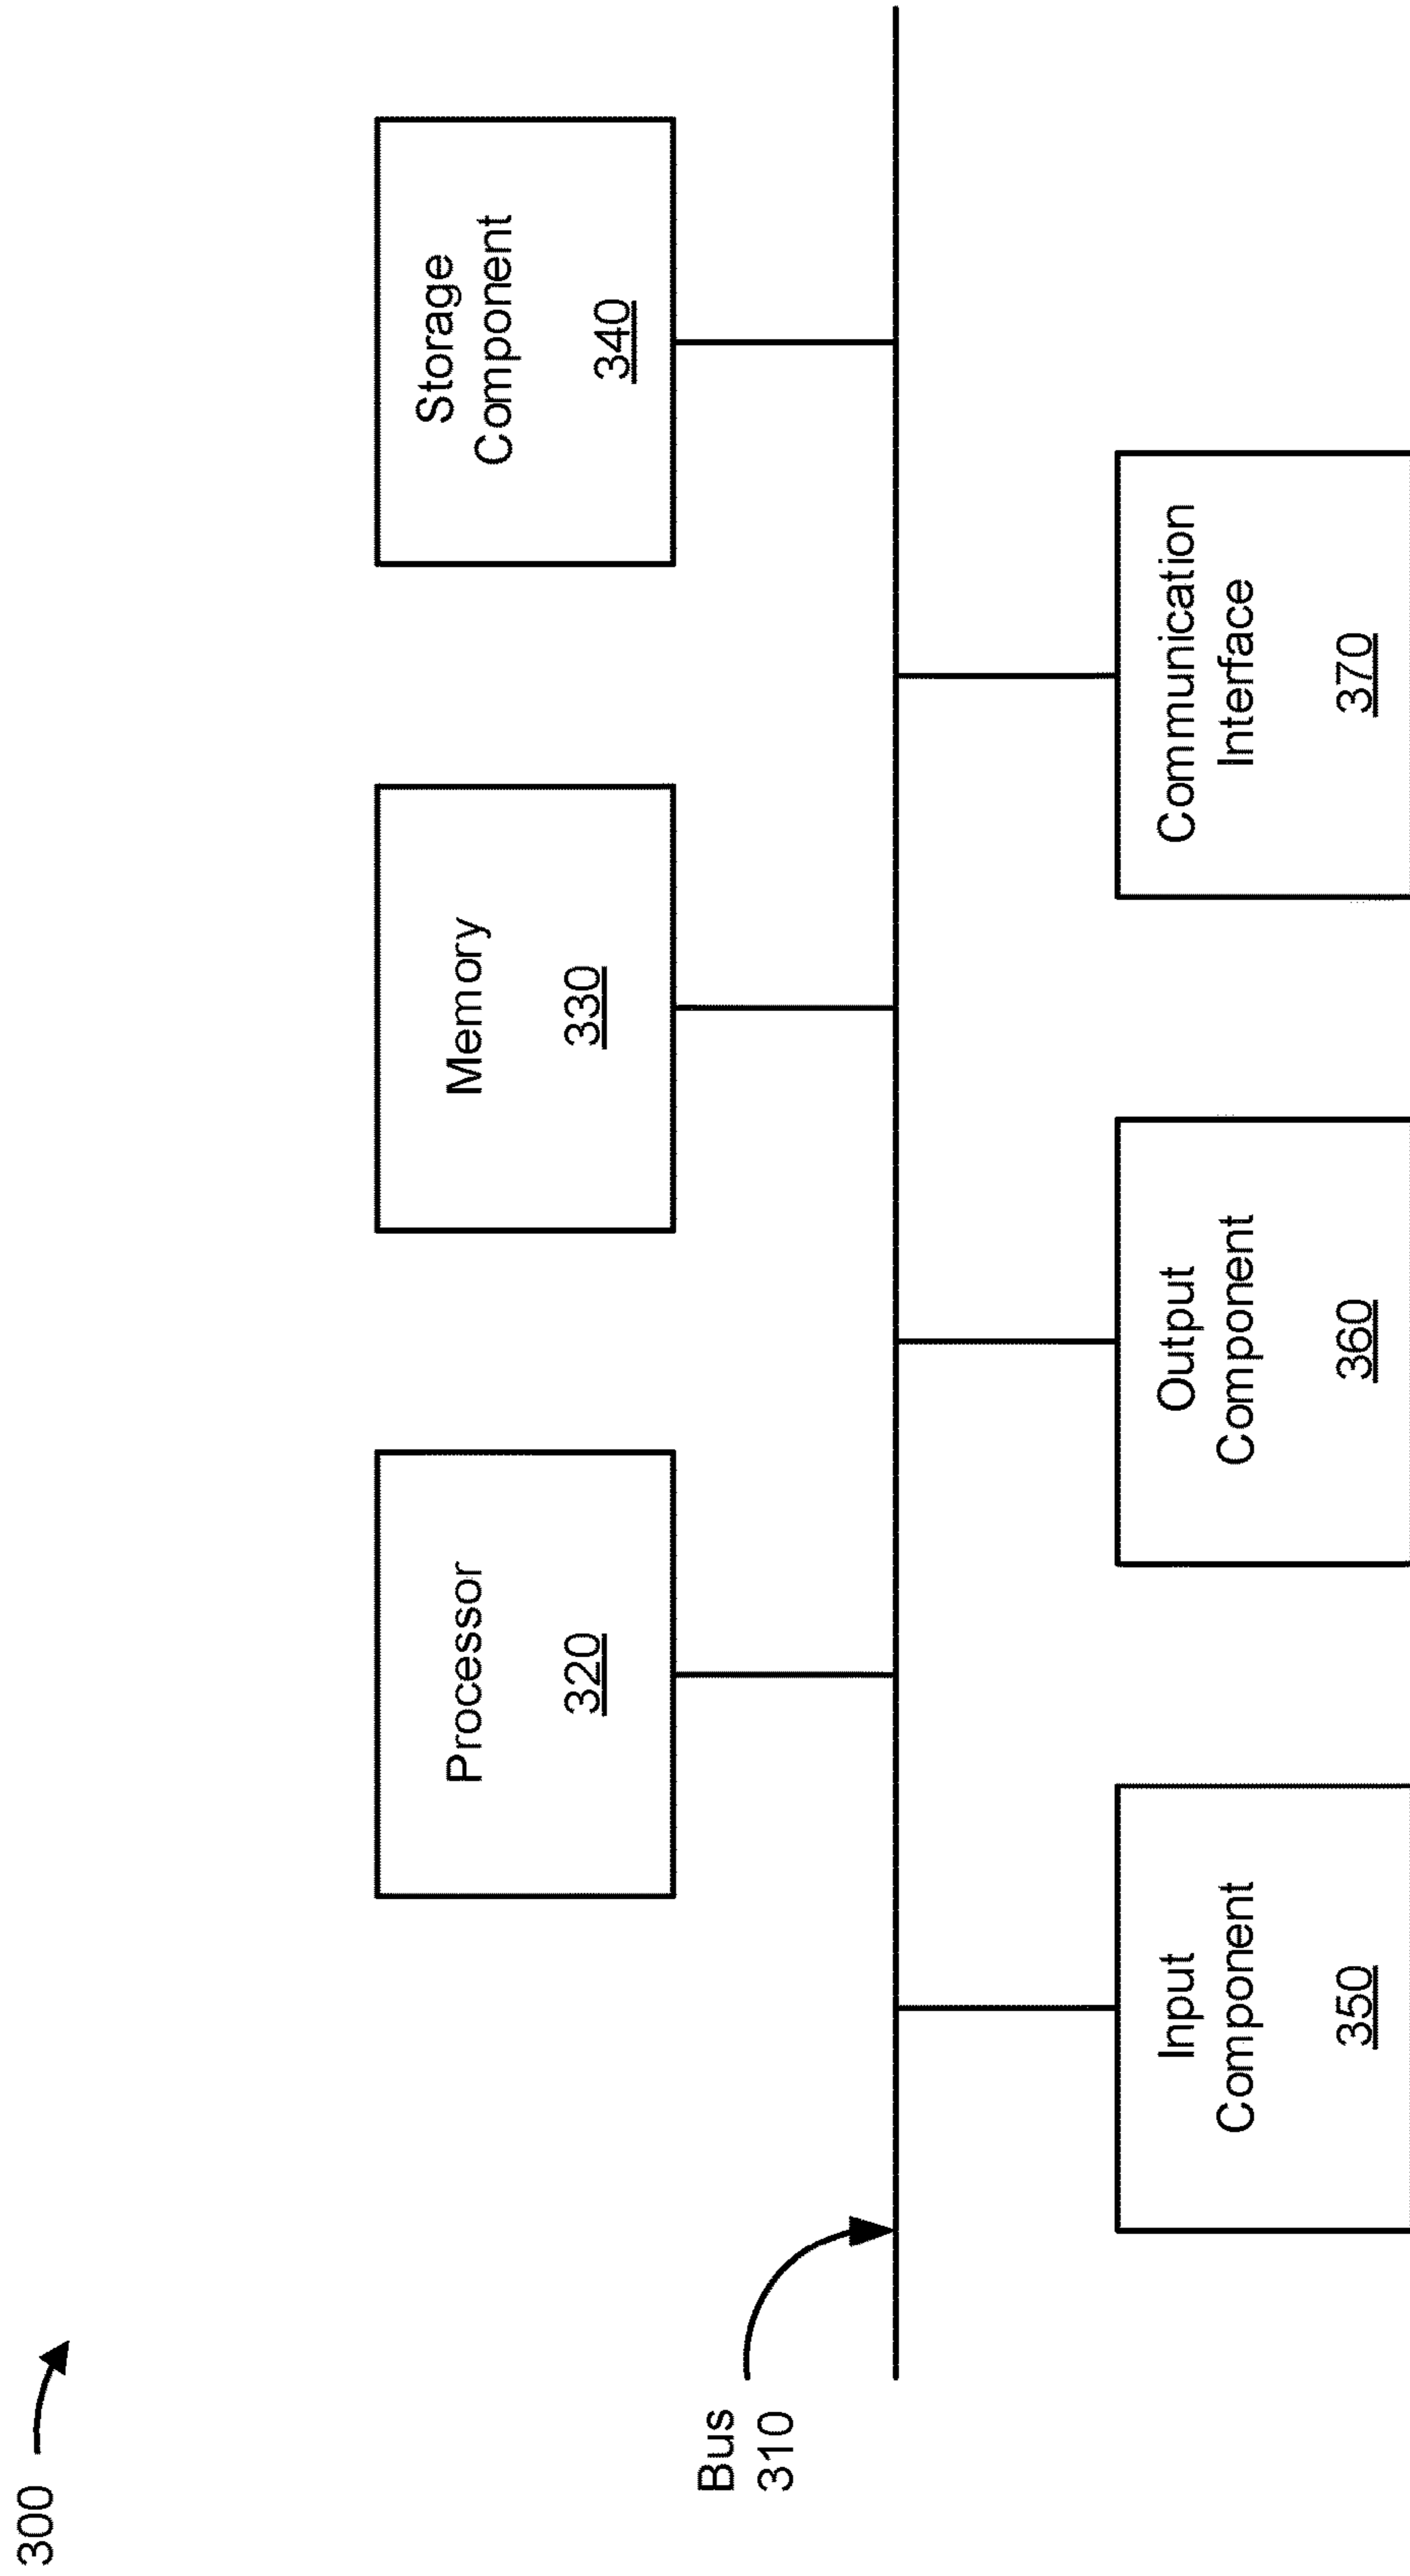 300
Processor
320
Memory
330
Storage
Component
340
Bus
310
Input
Component
350
Output
Component
360
Communication
Interface
370